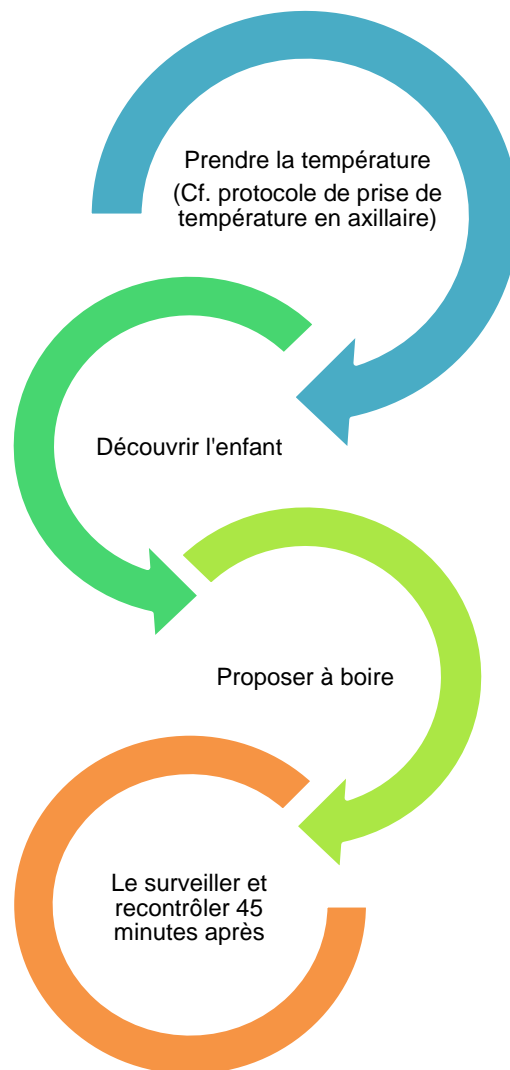 Prendre la température
(Cf. protocole de prise de
température en axillaire)
Découvrir l'enfant
Proposer à boire
Le surveiller et
recontrôler 45
minutes après